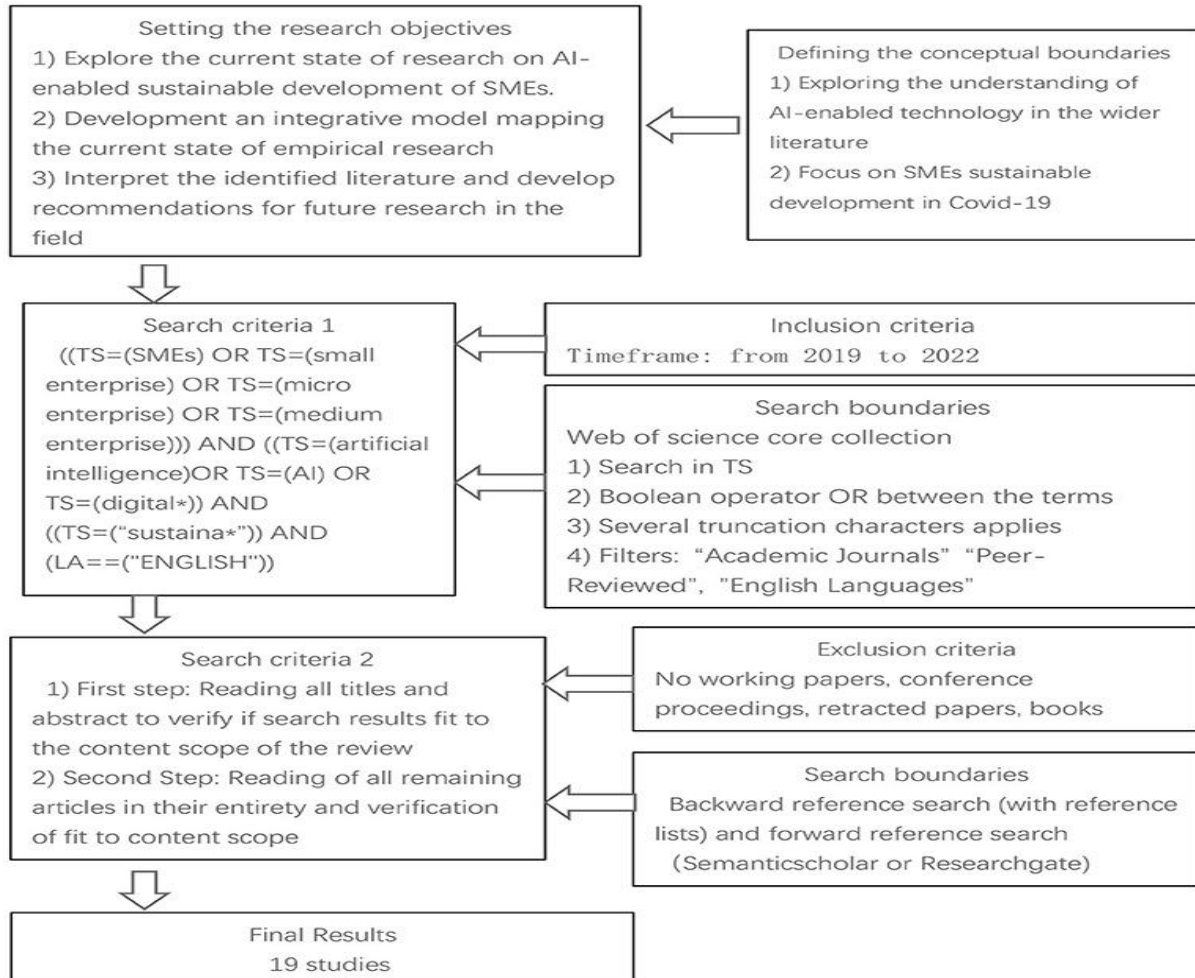 Setting the research objectives
1) Explore the current state of research on AI-
enabled sustainable development of SMEs.
2) Development an integrative model mapping
the current state of empirical research
3) Interpret the identified literature and develop
recommendations for future research in the
field
Defining the conceptual boundaries
1) Exploring the understanding of
AI-enabled technology in the wider
literature
2) Focus on SMEs sustainable
development in Covid-19
Search criteria 1
((TS=(SMEs) OR TS=(small
enterprise) OR TS=(micro
enterprise) OR TS=(medium
enterprise))) AND ((TS=(artificial
intelligence)OR TS=(AI) OR
TS=(digital*)) AND
((TS=(“sustaina*”)) AND
(LA==("ENGLISH"))
Inclusion criteria
Timeframe: from 2019 to 2022
Search boundaries
Web of science core collection
1) Search in TS
2) Boolean operator OR between the terms
3) Several truncation characters applies
4) Filters: “Academic Journals” “Peer-
Reviewed”, ”English Languages”
Search criteria 2
1) First step: Reading all titles and
abstract to verify if search results fit to
the content scope of the review
2) Second Step: Reading of all remaining
articles in their entirety and verification
of fit to content scope
Exclusion criteria
No working papers, conference
proceedings, retracted papers, books
Search boundaries
Backward reference search (with reference
lists) and forward reference search
(Semanticscholar or Researchgate)
Final Results
19 studies